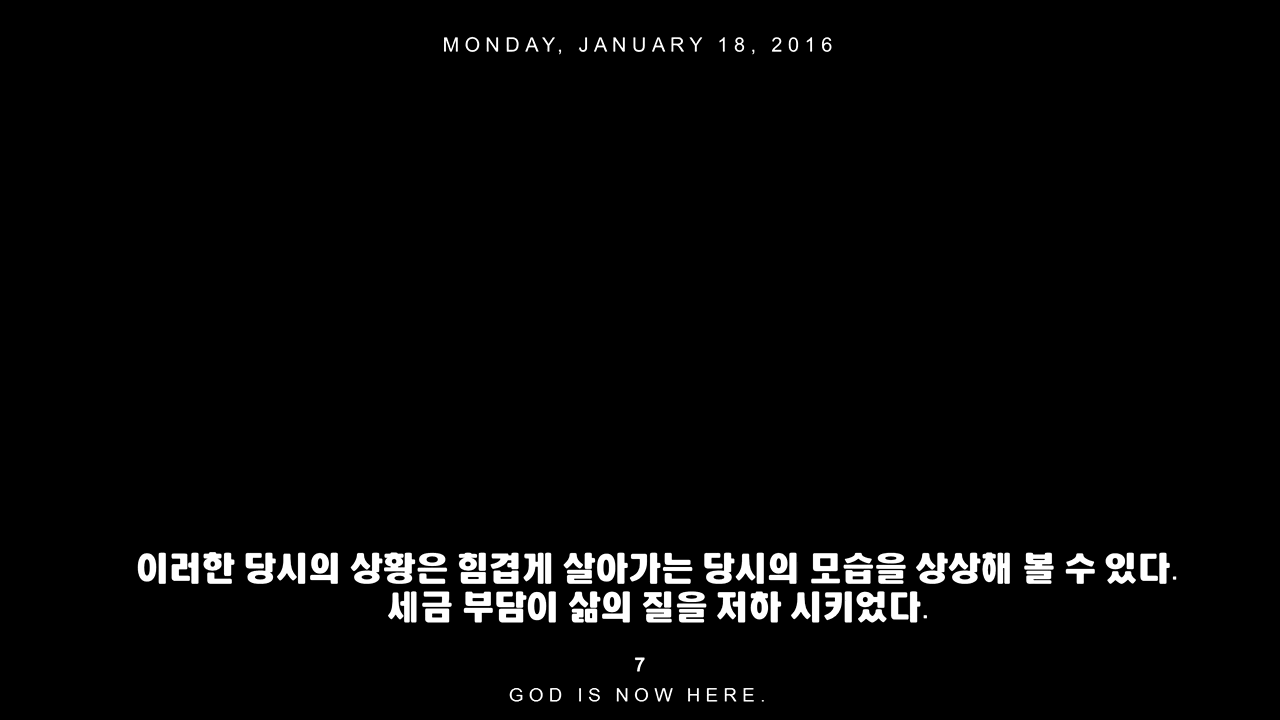 MONDAY, JANUARY 18, 2016
이러한 당시의 상황은 힘겹게 살아가는 당시의 모습을 상상해 볼 수 있다.
세금 부담이 삶의 질을 저하 시키었다.
7
GOD IS NOW HERE.